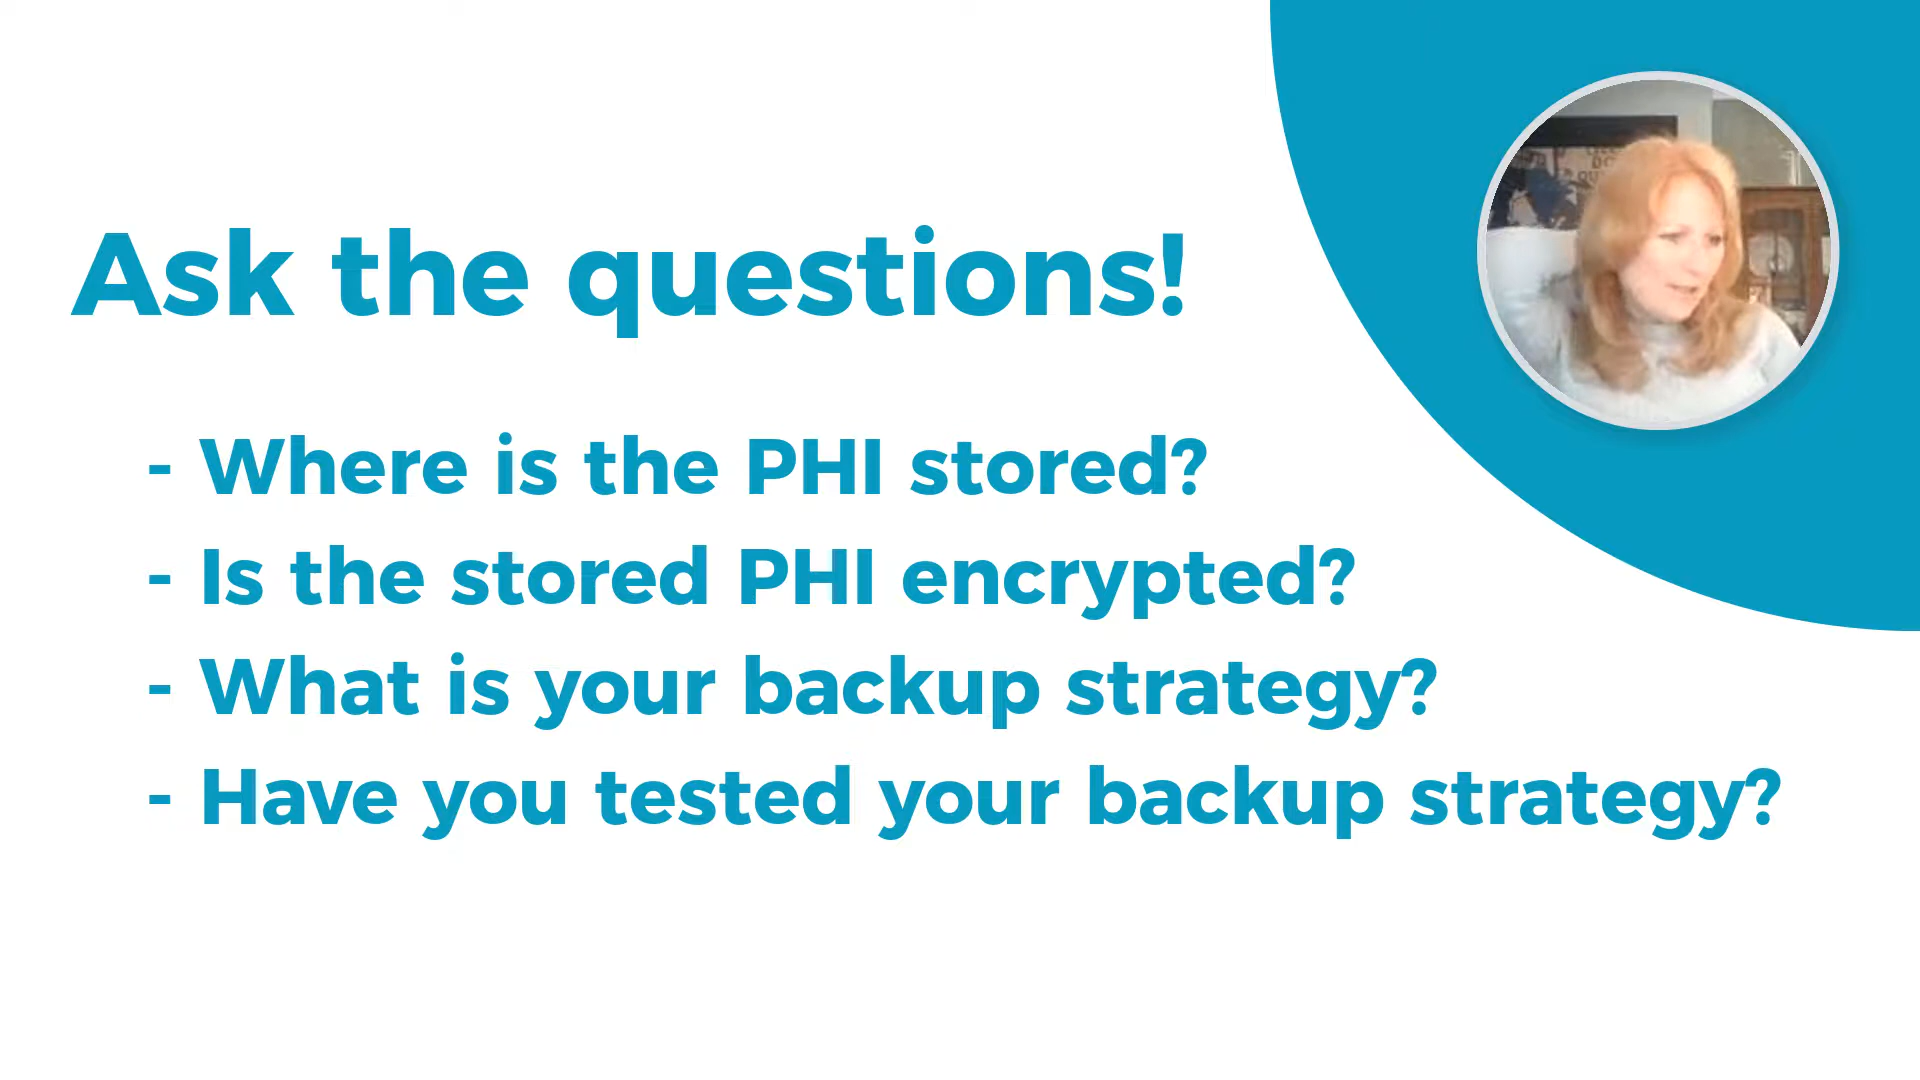 Ask the questions!
- Where is the PHI stored?
- Is the stored PHI encrypted?
- What is your backup strategy?
- Have you tested your backup strategy?